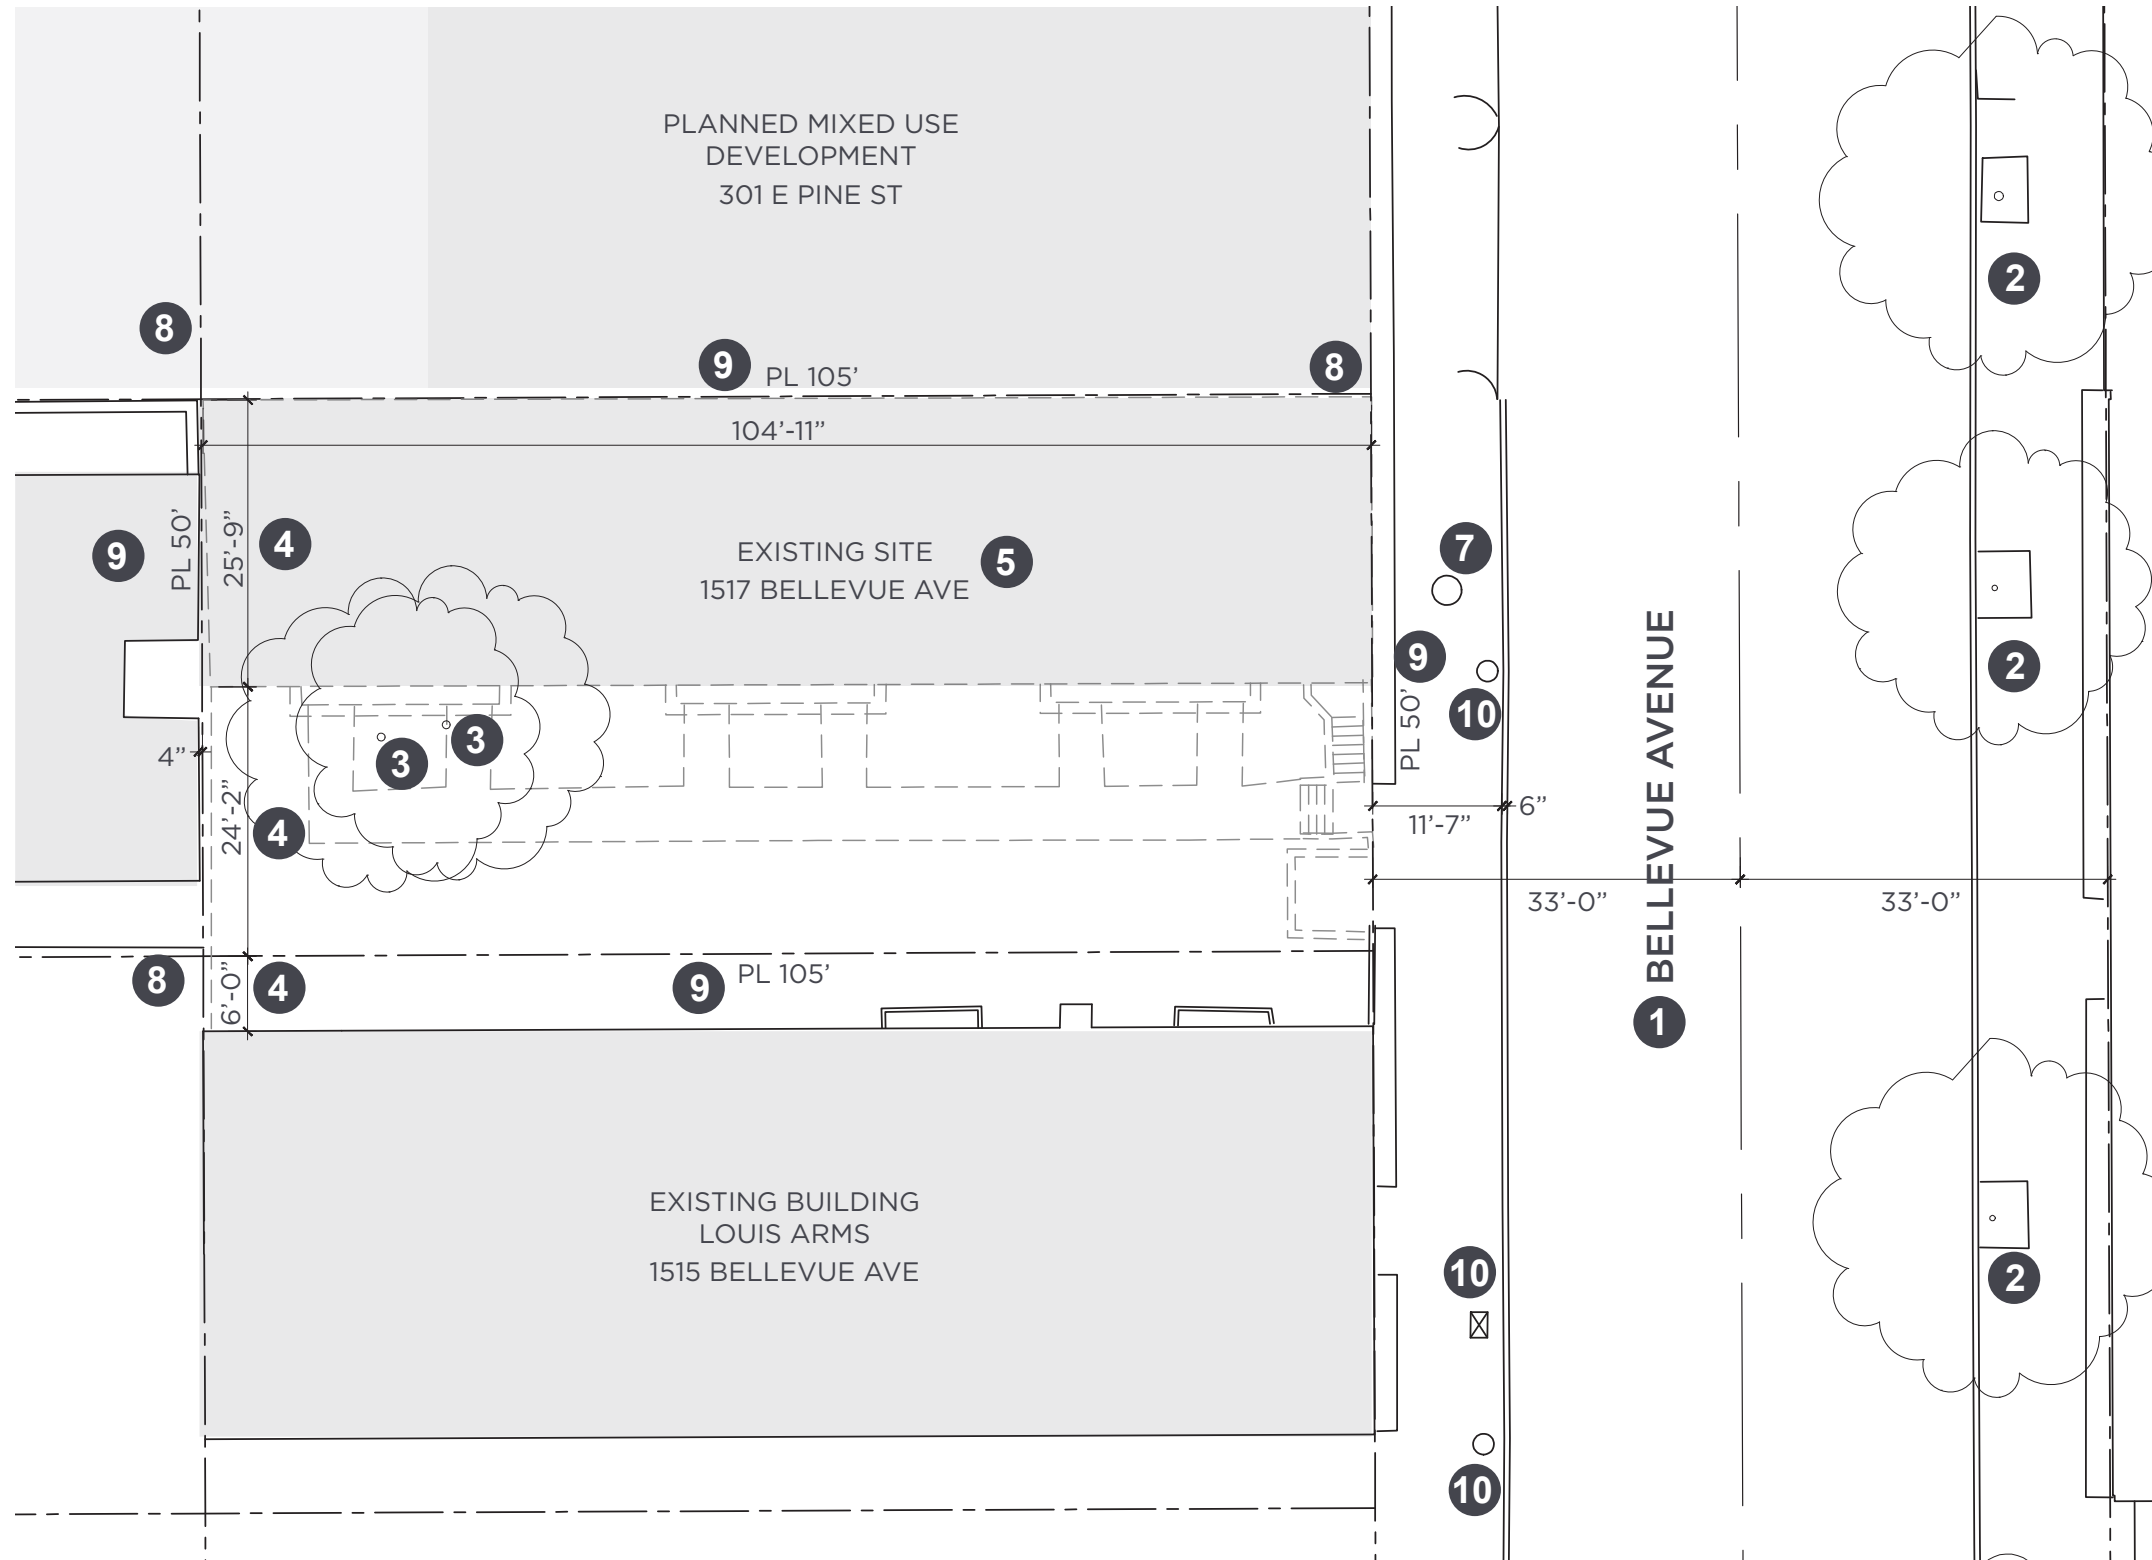 PLANNED MIXED USE
DEVELOPMENT
301 E PINE ST
2
8
9 PL 105’
8
104’-11”
9
PL 50’
25’-9”
4
EXISTING SITE
1517 BELLEVUE AVE
5
7
9
PL 50’
10
2
3
3
4”
24’-2”
4
11’-7”
6”
33’-0”
33’-0”
BELLEVUE AVENUE
1
8
6’-0”
4
9 PL 105’
EXISTING BUILDING
LOUIS ARMS
1515 BELLEVUE AVE
10
2
10